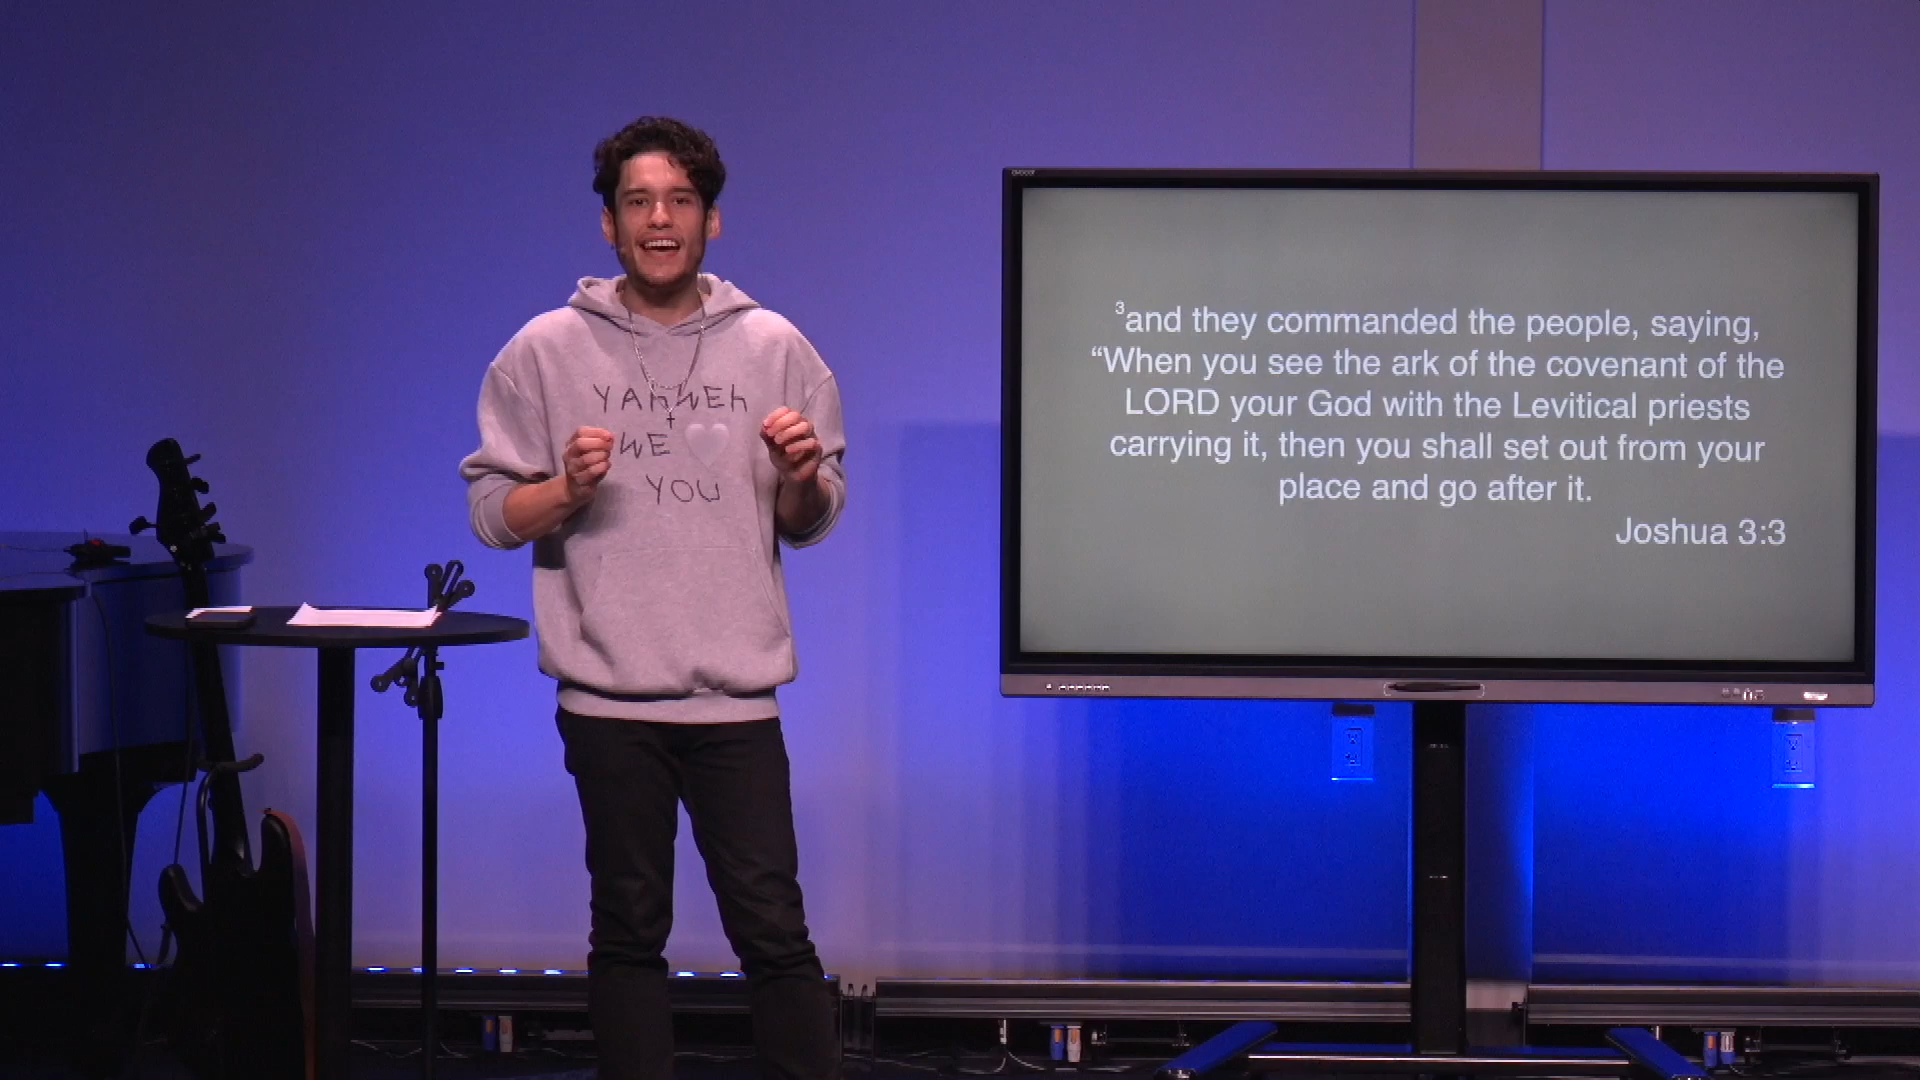 YAhWEh
WE
YOU
3and they commanded the people, saying,
“When you see the ark of the covenant of the
LORD your God with the Levitical priests
carrying it, then you shall set out from your
place and go after it.
Joshua 3:3